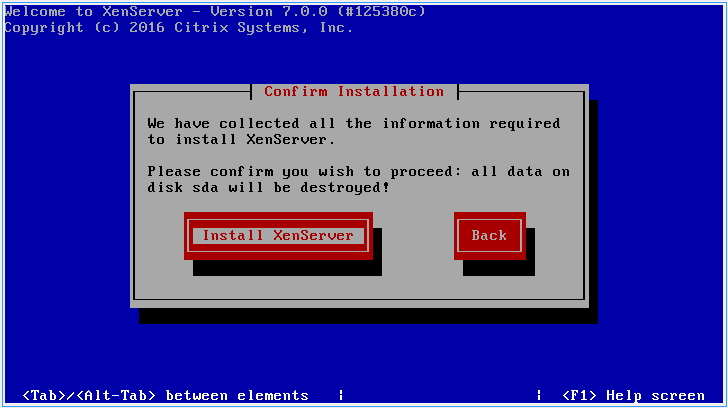 Welcome to XenServer - Version 7.0.0 (#125380c)
Copyright (c) 2016 Citrix Systems, Inc.
Confirm Installation
We have collected all the information required
to install XenServer.
Please confirm you wish to proceed: all data on
disk sda will be destroyed!
Install XenServer
Back
<Tab>/<Alt-Tab> between elements | | <F1> Help screen